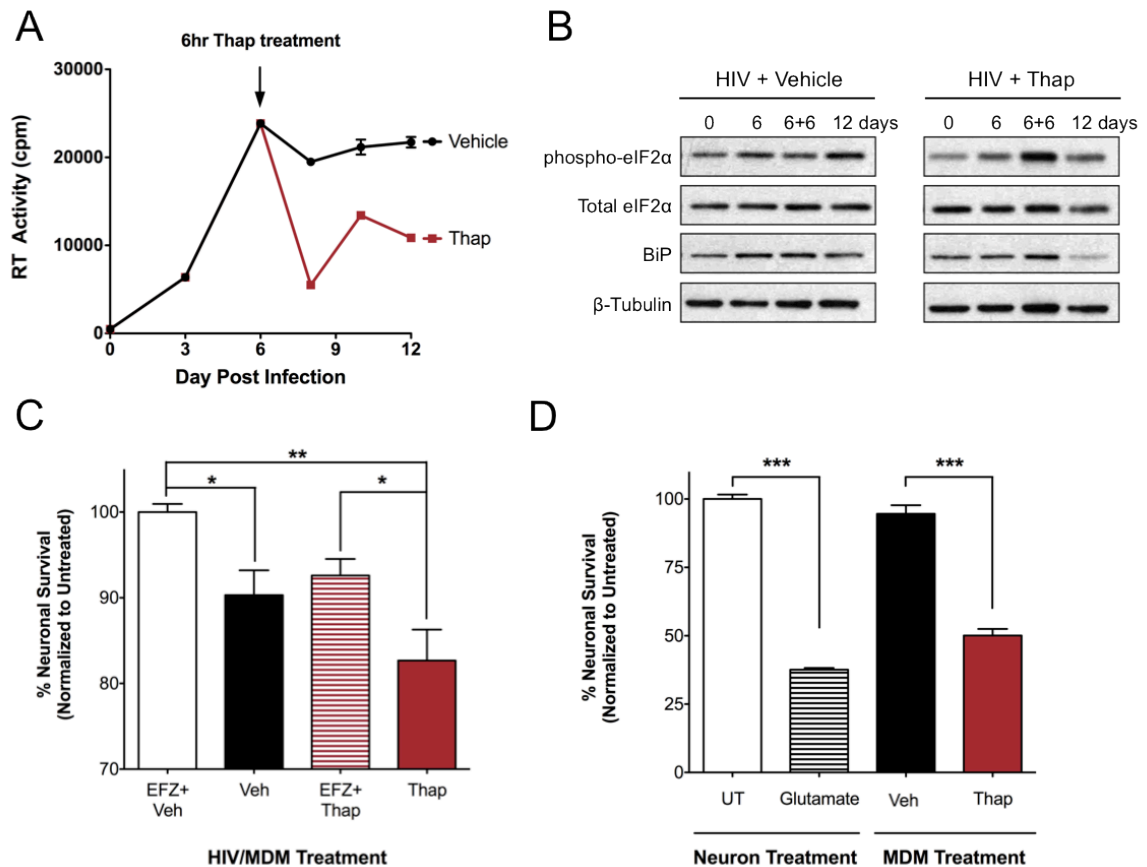 A
6hr Thap treatment
30000
20000
10000
0
RT Activity (cpm)
Vehicle
Thap
0 3 6 9 12
Day Post Infection
B
HIV + Vehicle HIV + Thap
0 6 6+6 12 days 0 6 6+6 12 days
phospho-eIF2α
Total eIF2α
BiP
β-Tubulin
C
% Neuronal Survival
(Normalized to Untreated)
100
90
80
70
**
* *
EFZ+
Veh
Veh
EFZ+
Thap
Thap
HIV/MDM Treatment
D
% Neuronal Survival
(Normalized to Untreated)
100
75
50
25
0
*** ***
UT Glutamate Veh Thap
Neuron Treatment MDM Treatment